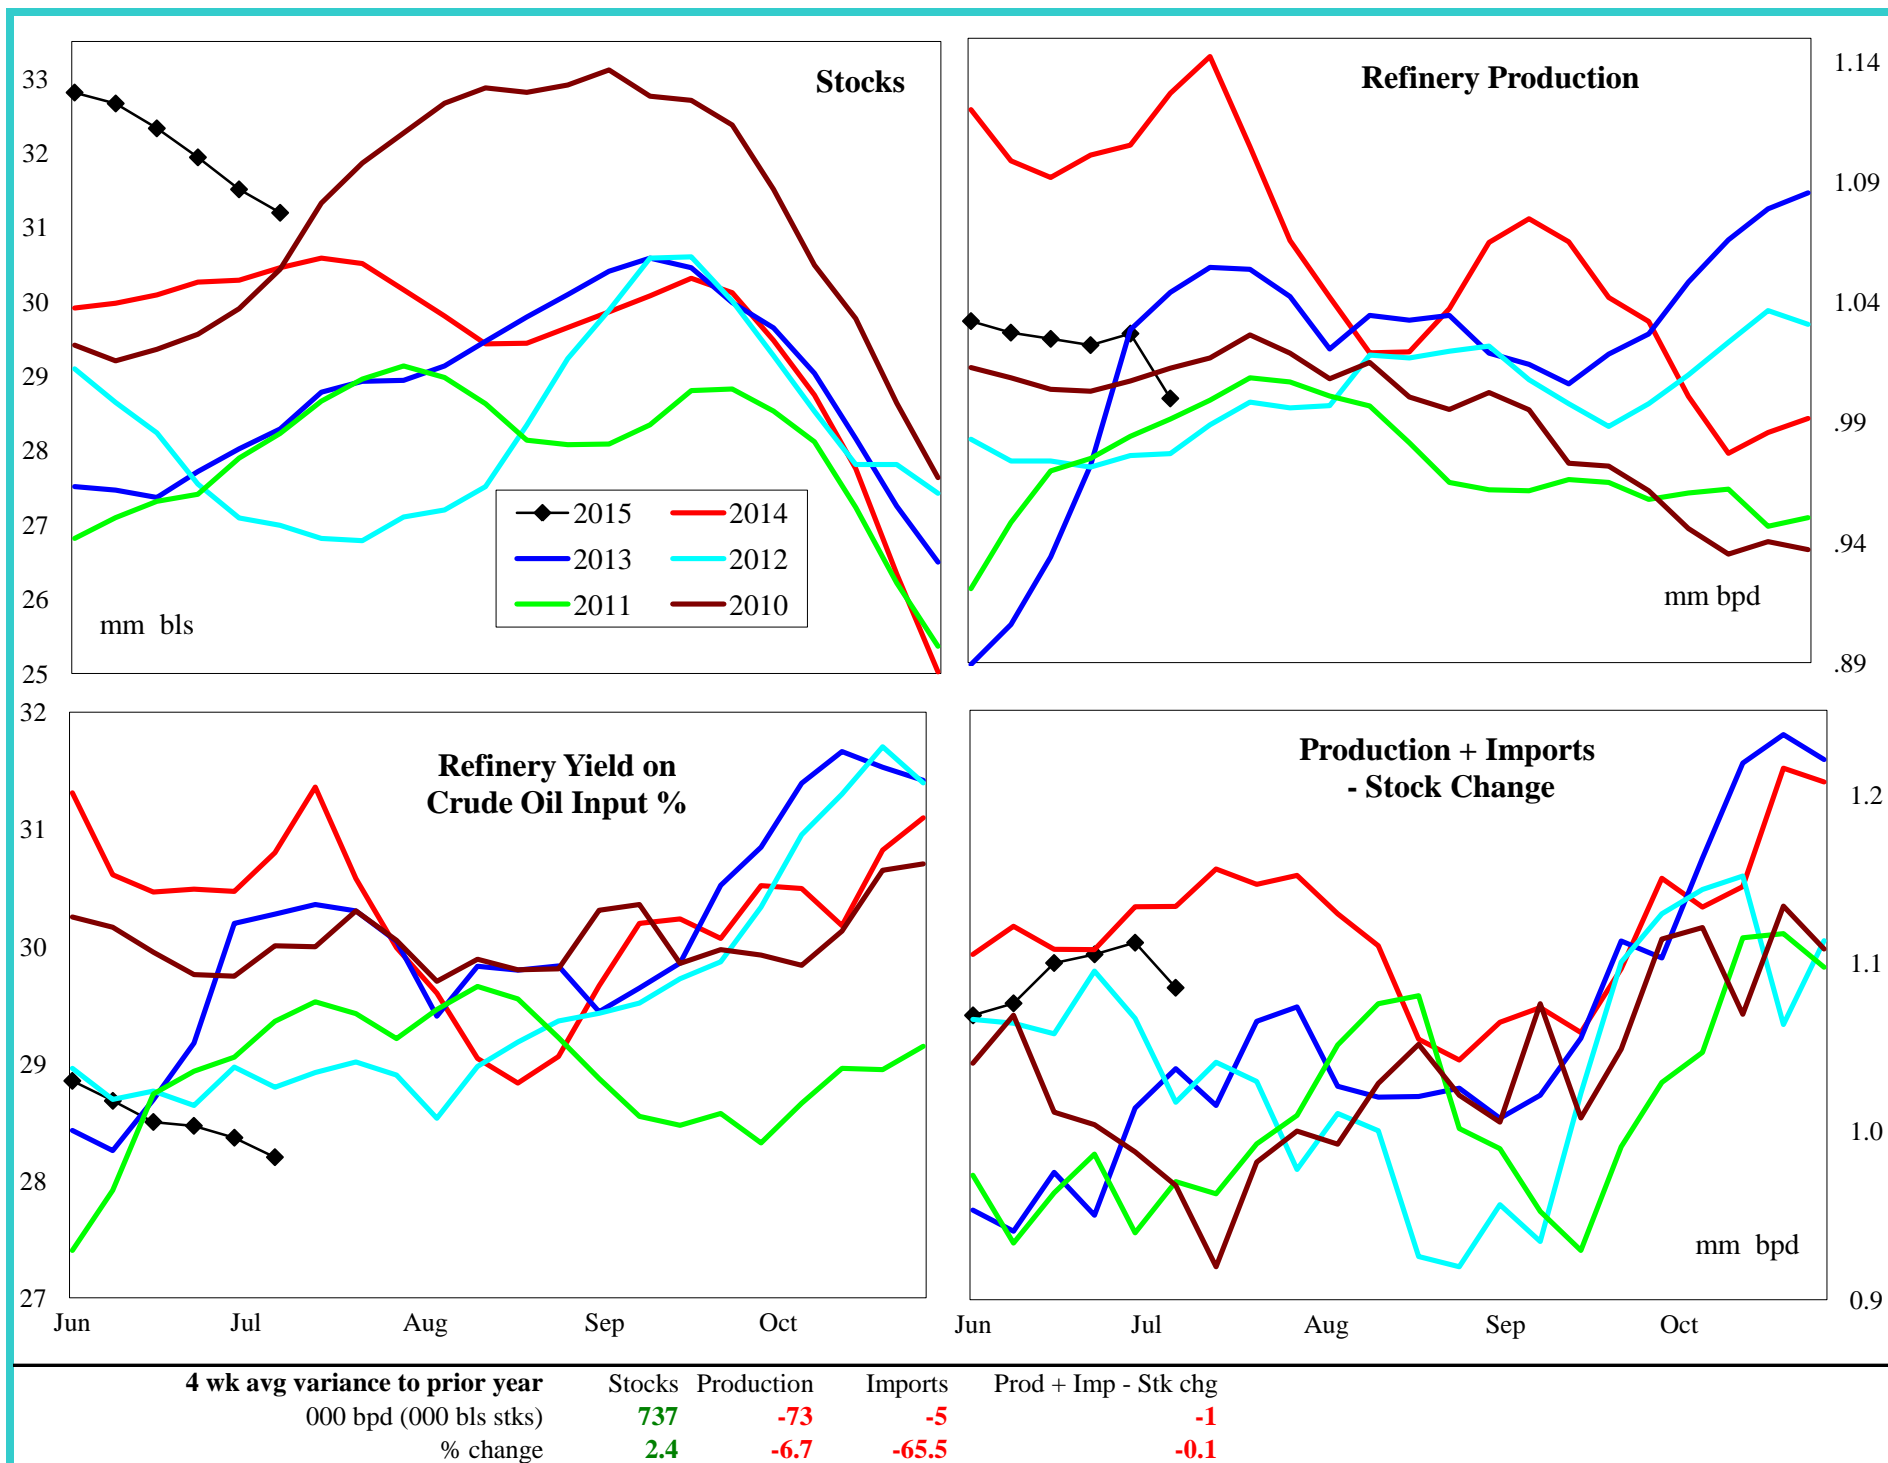 Stocks
33
32
31
30
29
28
27
26
25
mm bls
2015
2014
2013
2012
2011
2010
Refinery Production
1.14
1.09
1.04
.99
.94
.89
mm bpd
Refinery Yield on
Crude Oil Input %
32
31
30
29
28
27
Jun Jul Aug Sep Oct
Production + Imports
- Stock Change
1.2
1.1
1.0
0.9
mm bpd
Jun Jul Aug Sep Oct
4 wk avg variance to prior year Stocks Production Imports Prod + Imp - Stk chg
000 bpd (000 bls stks) 737 -73 -5 -1
% change 2.4 -6.7 -65.5 -0.1